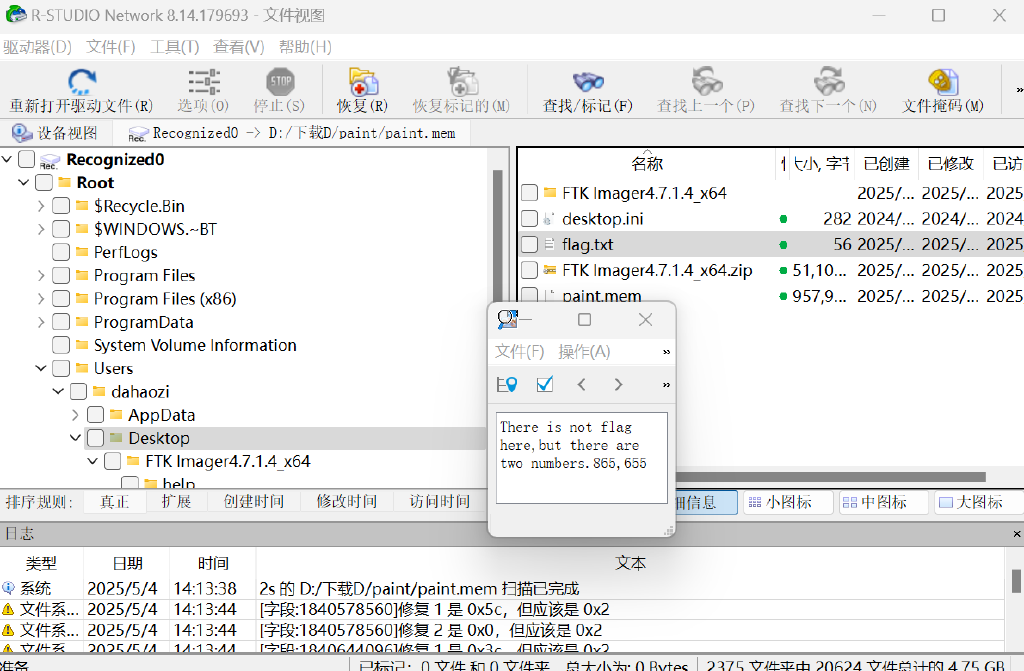 R-STUDIO Network 8.14.179693 - 文件视图
驱动器(D) 文件(F) 工具(T) 查看(V) 帮助(H)
STOP
重新打开驱动文件(R) 选项(O) 停止(S) 恢复(R) 恢复标记的(M) 查找/标记(F) 查找上一个(P) 查找下一个(N) 文件掩码(M) »
设备视图 Rec. Recognized0 -> D:/下载D/paint/paint.mem
Rec. Recognized0
Root
$Recycle.Bin
$WINDOWS.~BT
PerfLogs
Program Files
Program Files (x86)
ProgramData
System Volume Information
Users
dahaozi
AppData
Desktop
FTK Imager4.7.1.4_x64
help
名称 大小, 字节 已创建 已修改 已访
FTK Imager4.7.1.4_x64 2025/... 2025/... 2025
desktop.ini 282 2024/... 2024/... 2025
flag.txt 56 2025/... 2025/... 2025
FTK Imager4.7.1.4_x64.zip 51,10... 2025/... 2025/... 2025
paint.mem 957,9... 2025/... 2025/... 2025
文件(F) 操作(A) »
»
There is not flag
here,but there are
two numbers.865,655
排序规则: 真正 扩展 创建时间 修改时间 访问时间 细信息 小图标 中图标 大图标
日志 ×
类型 日期 时间 文本
系统 2025/5/4 14:13:38 2s 的 D:/下载D/paint/paint.mem 扫描已完成
文件系... 2025/5/4 14:13:44 [字段:1840578560]修复 1 是 0x5c，但应该是 0x2
文件系... 2025/5/4 14:13:44 [字段:1840578560]修复 2 是 0x0，但应该是 0x2
文件系... 2025/5/4 14:13:44 [字段:1840644096]修复 1 是 0x3c，但应该是 0x2
准备 已标记: 0 文件 和 0 文件夹, 总大小为: 0 Bytes 2375 文件夹由 20624 文件总计的 4.75 GB